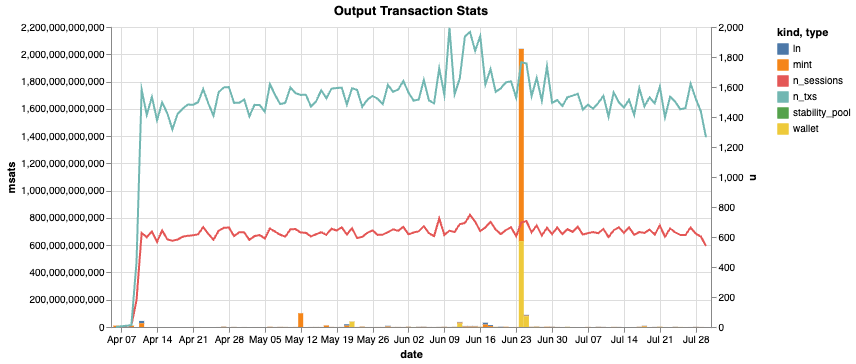 Output Transaction Stats
kind, type
ln
mint
n_sessions
n_txs
stability_pool
wallet
msats
2,200,000,000,000
2,000,000,000,000
1,800,000,000,000
1,600,000,000,000
1,400,000,000,000
1,200,000,000,000
1,000,000,000,000
800,000,000,000
600,000,000,000
400,000,000,000
200,000,000,000
0
2,000
1,800
1,600
1,400
1,200
1,000
800
600
400
200
0
n
Apr 07 Apr 14 Apr 21 Apr 28 May 05 May 12 May 19 May 26 Jun 02 Jun 09 Jun 16 Jun 23 Jun 30 Jul 07 Jul 14 Jul 21 Jul 28
date